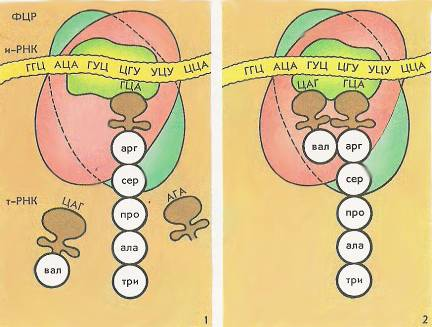 ФЦР
и-РНК
ГГЦ АЦА ГУЦ ЦГУ УЦУ ЦЦА
ГЦА
арг
сер
про
ала
три
т-РНК
ЦАГ
вал
АГА
1
ГГЦ АЦА ГУЦ ЦГУ УЦУ ЦЦА
ЦАГ ГЦА
вал арг
сер
про
ала
три
2